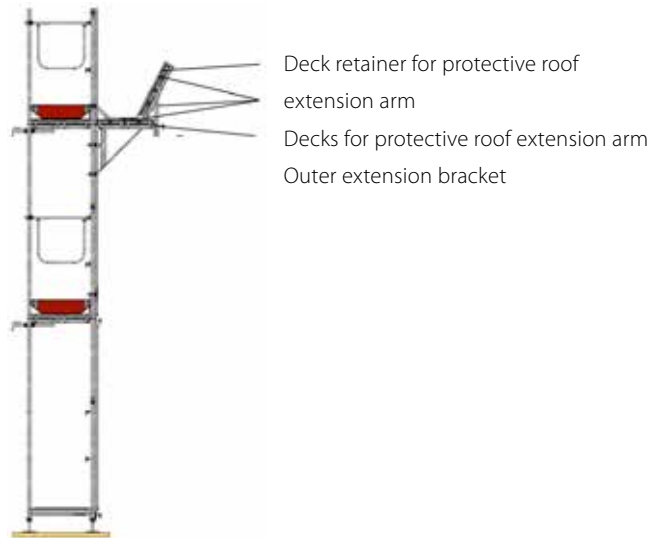 Deck retainer for protective roof
extension arm
Decks for protective roof extension arm
Outer extension bracket